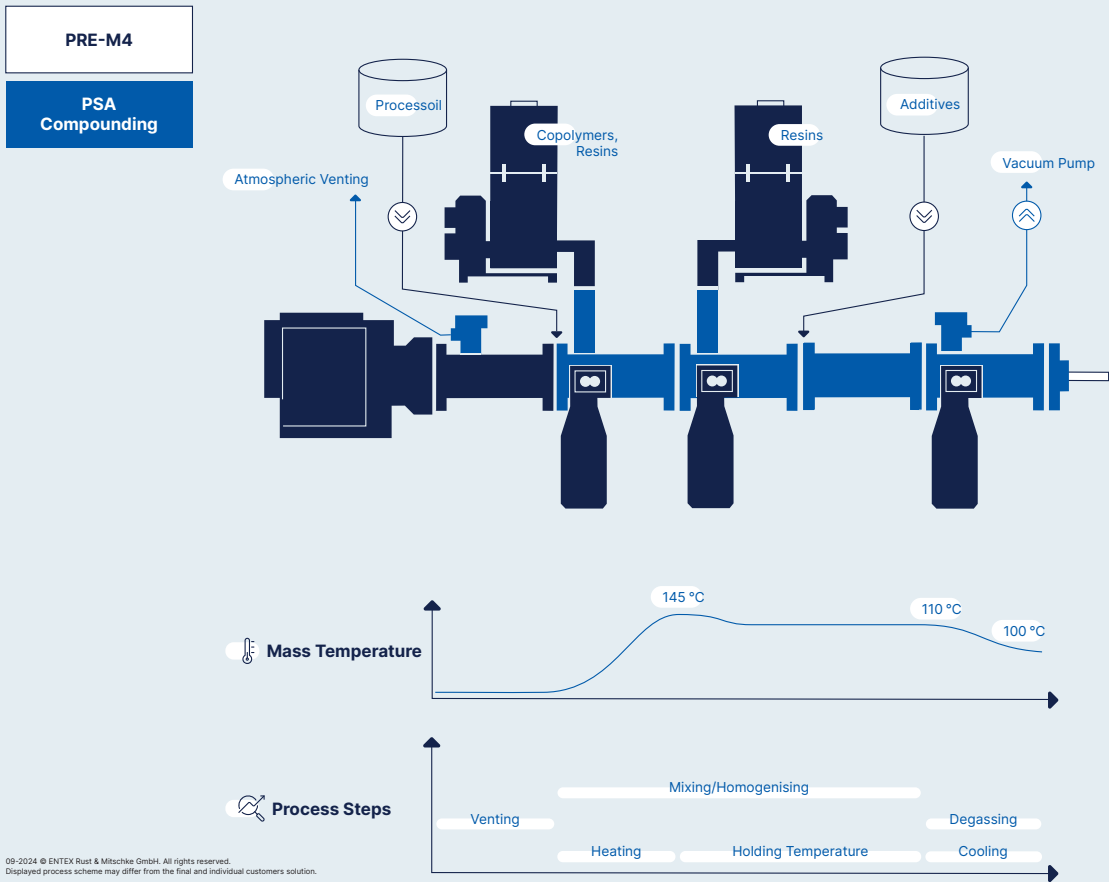 PRE-M4
PSA
Compounding
Processoil
Copolymers,
Resins
Resins
Additives
Atmospheric Venting
Vacuum Pump
145 °C
110 °C
100 °C
Mass Temperature
Mixing/Homogenising
Process Steps
Venting
Degassing
Heating
Holding Temperature
Cooling
09-2024 © ENTEX Rust & Mitschke GmbH. All rights reserved.
Displayed process scheme may differ from the final and individual customers solution.